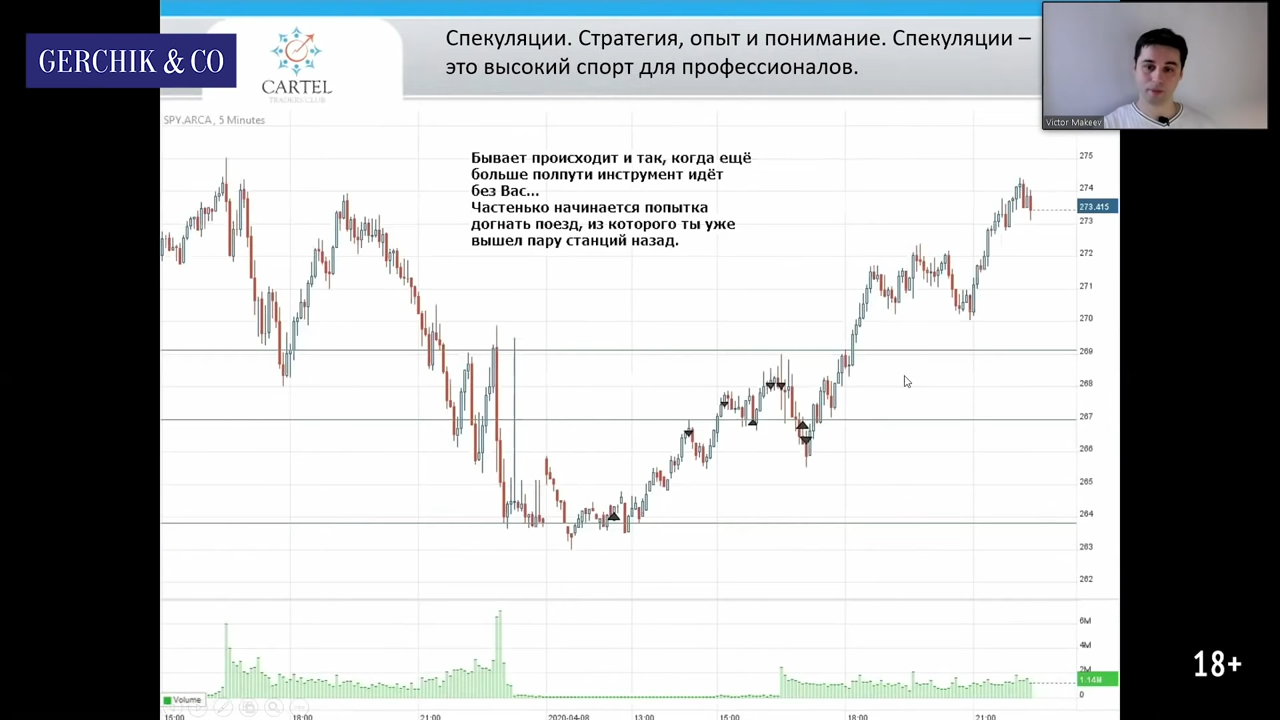 GERCHIK & CO
CARTEL
TRADERS CLUB
Спекуляции. Стратегия, опыт и понимание. Спекуляции –
это высокий спорт для профессионалов.
Victor Makeev
SPY.ARCA, 5 Minutes
Бывает происходит и так, когда ещё
больше полпути инструмент идёт
без Вас...
Частенько начинается попытка
догнать поезд, из которого ты уже
вышел пару станций назад.
275
274
273.415
273
272
271
270
269
268
267
266
265
264
263
262
6M
4M
2M
1.14M
0
Volume
15:00 18:00 21:00 2020-04-08 13:00 15:00 18:00 21:00
18+